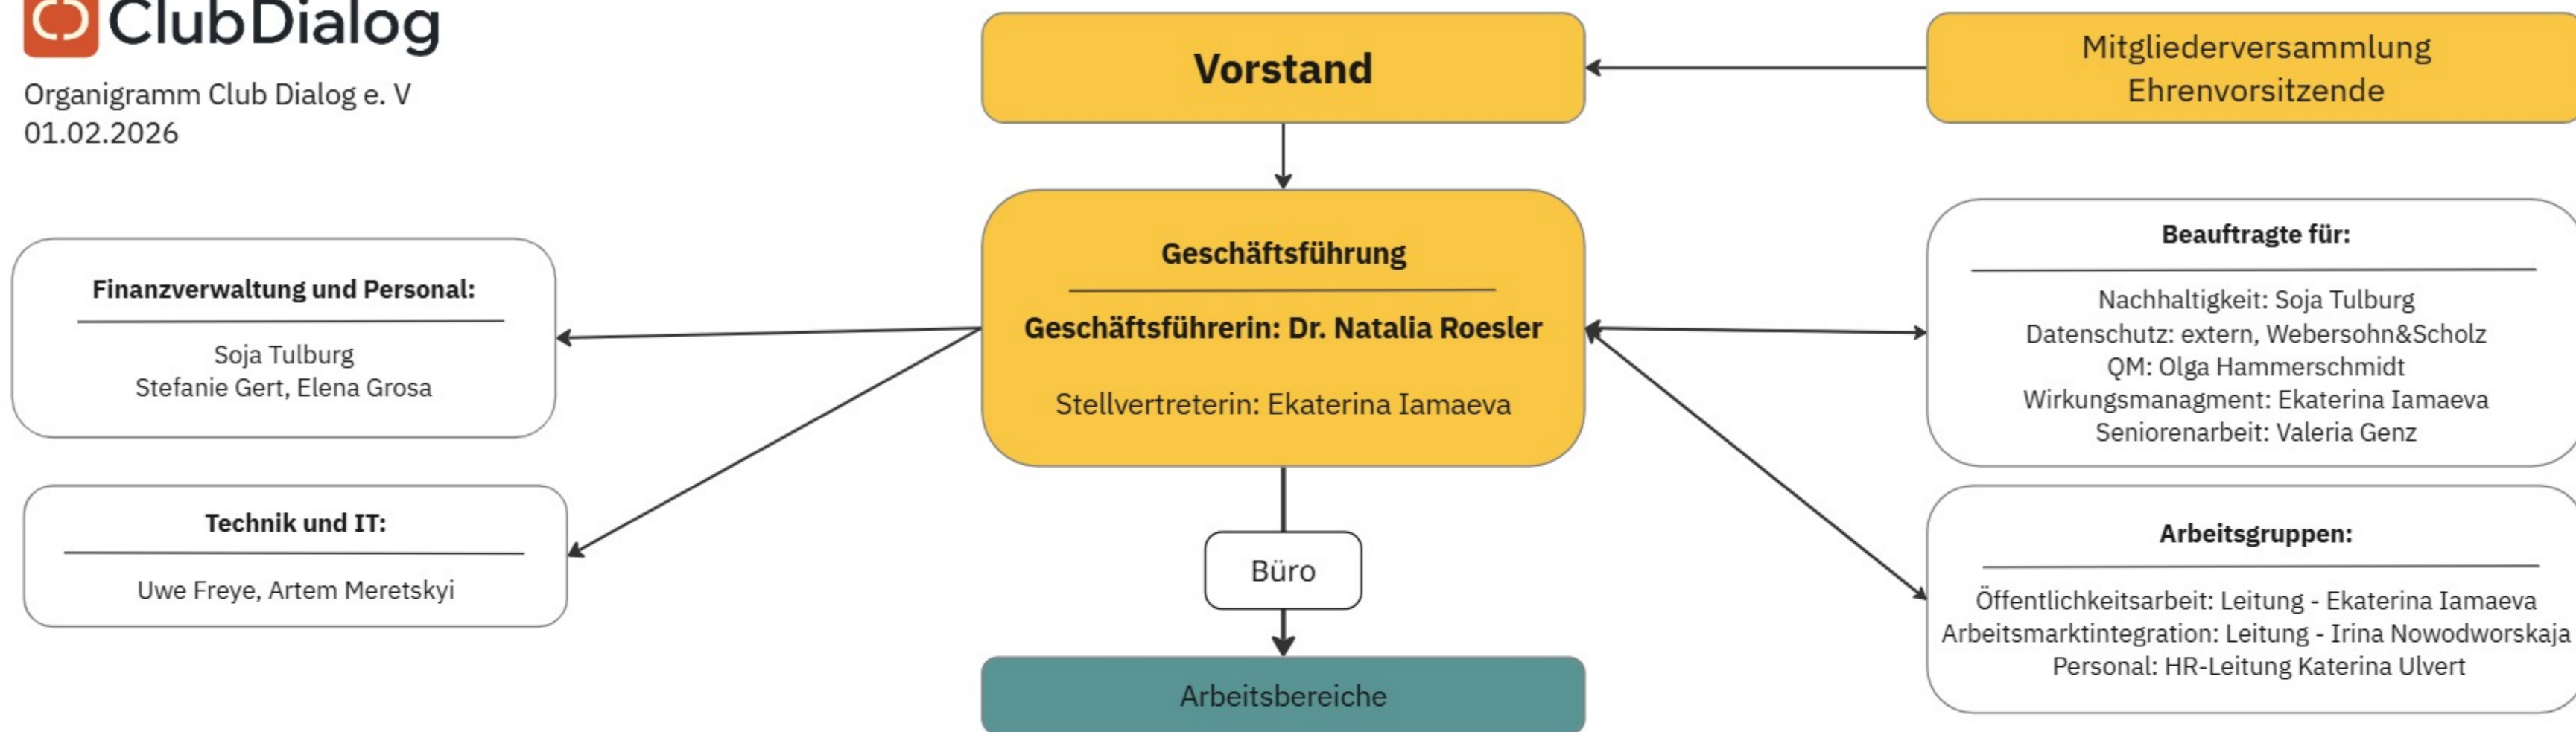 ClubDialog
Organigramm Club Dialog e. V
01.02.2026
Vorstand
Mitgliederversammlung
Ehrenvorsitzende
Geschäftsführung
Geschäftsführerin: Dr. Natalia Roesler
Stellvertreterin: Ekaterina Iamaeva
Finanzverwaltung und Personal:
Soja Tulburg
Stefanie Gert, Elena Grosa
Technik und IT:
Uwe Freye, Artem Meretskyi
Beauftragte für:
Nachhaltigkeit: Soja Tulburg
Datenschutz: extern, Webersohn&Scholz
QM: Olga Hammerschmidt
Wirkungsmanagment: Ekaterina Iamaeva
Seniorenarbeit: Valeria Genz
Arbeitsgruppen:
Öffentlichkeitsarbeit: Leitung - Ekaterina Iamaeva
Arbeitsmarktintegration: Leitung - Irina Nowodworskaja
Personal: HR-Leitung Katerina Ulvert
Büro
Arbeitsbereiche